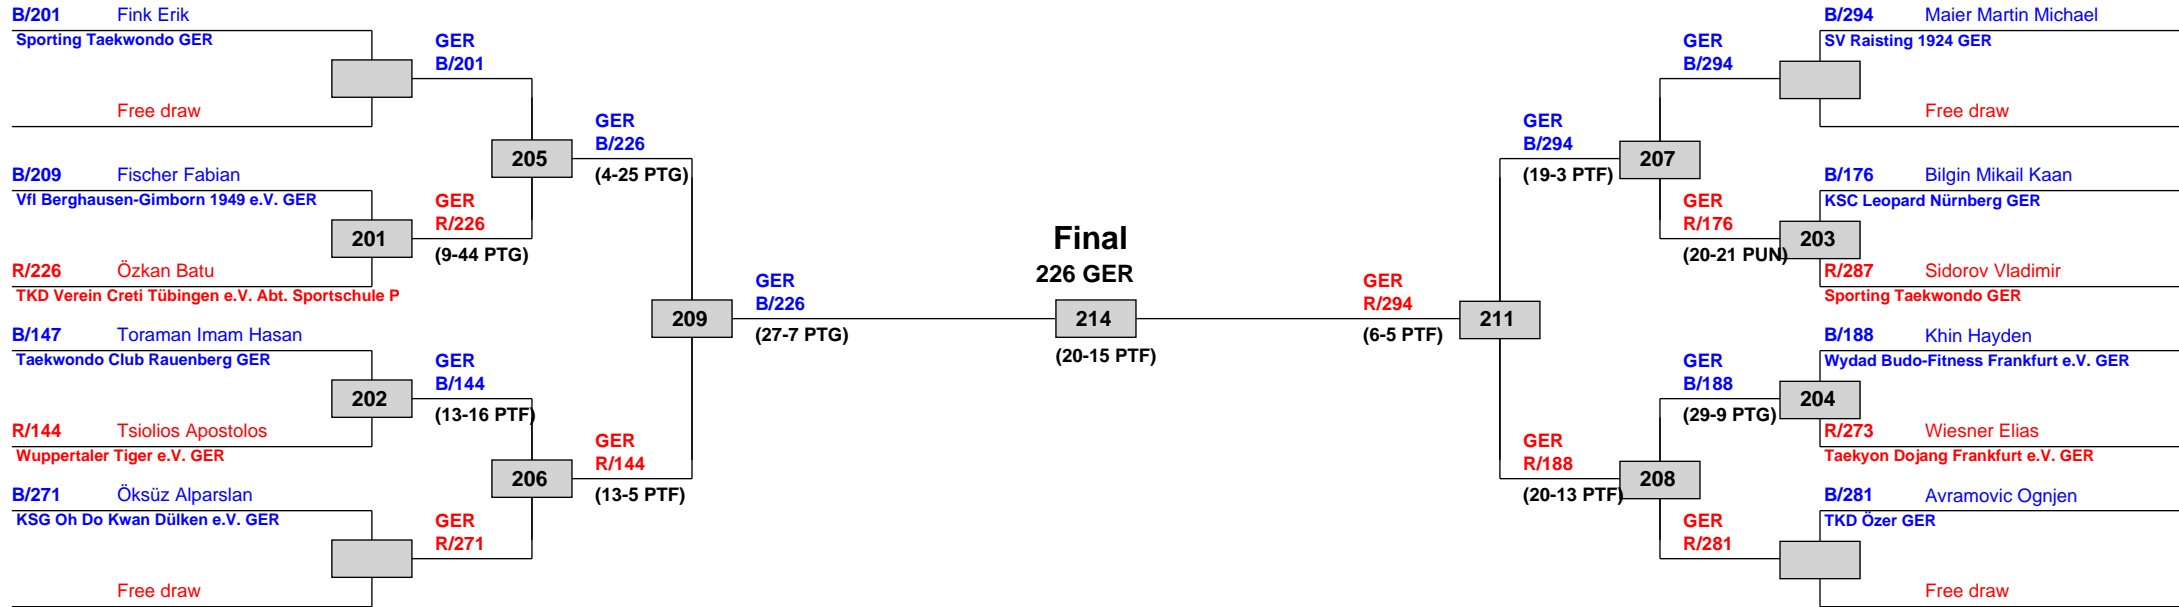 B/201 Fink Erik
Sporting Taekwondo GER
Free draw
B/209 Fischer Fabian
Vfl Berghausen-Gimborn 1949 e.V. GER
201
R/226 Özkan Batu
TKD Verein Creti Tübingen e.V. Abt. Sportschule P
B/147 Toraman Imam Hasan
Taekwondo Club Rauenberg GER
202
R/144 Tsiolios Apostolos
Wuppertaler Tiger e.V. GER
B/271 Öksüz Alparslan
KSG Oh Do Kwan Dülken e.V. GER
Free draw
GER
B/201
205
GER
R/226
(9-44 PTG)
GER
B/144
(13-16 PTF)
206
GER
R/271
GER
B/226
(4-25 PTG)
209
GER
R/144
(13-5 PTF)
GER
B/226
(27-7 PTG)
Final
226 GER
214
(20-15 PTF)
GER
R/294
(6-5 PTF)
211
GER
B/294
(19-3 PTF)
207
GER
R/188
(20-13 PTF)
208
GER
B/294
GER
R/176
(20-21 PUN)
203
GER
B/188
(29-9 PTG)
204
GER
R/281
B/294 Maier Martin Michael
SV Raisting 1924 GER
Free draw
B/176 Bilgin Mikail Kaan
KSC Leopard Nürnberg GER
R/287 Sidorov Vladimir
Sporting Taekwondo GER
B/188 Khin Hayden
Wydad Budo-Fitness Frankfurt e.V. GER
R/273 Wiesner Elias
Taekyon Dojang Frankfurt e.V. GER
B/281 Avramovic Ognjen
TKD Özer GER
Free draw